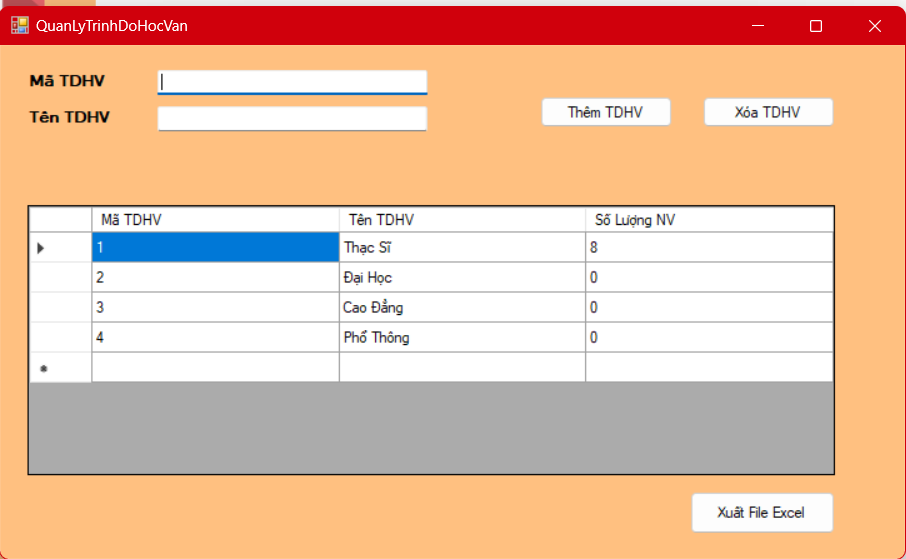 QuanLyTrinhDoHocVan
Mã TDHV
Tên TDHV
Thêm TDHV Xóa TDHV
Mã TDHV Tên TDHV Số Lượng NV
1 Thạc Sĩ 8
2 Đại Học 0
3 Cao Đẳng 0
4 Phổ Thông 0
Xuất File Excel